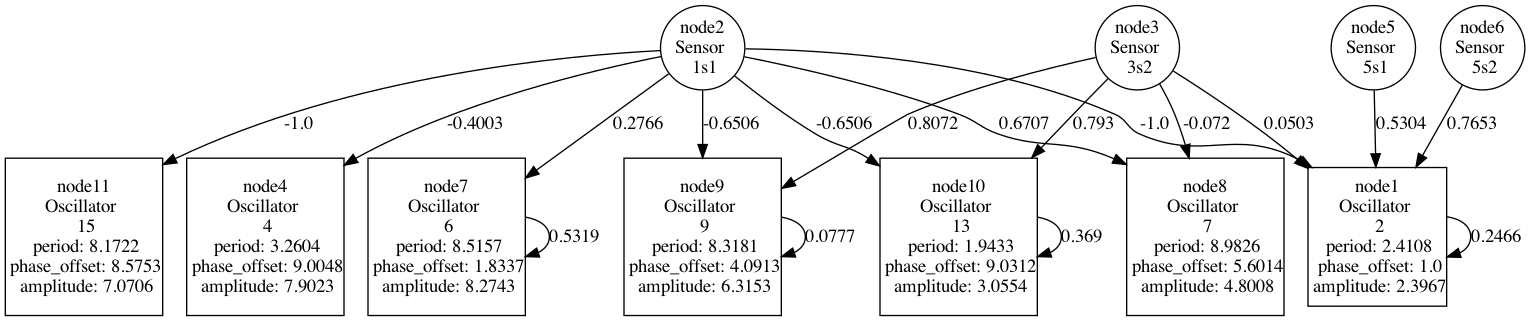 node2
Sensor
1s1
node3
Sensor
3s2
node5
Sensor
5s1
node6
Sensor
5s2
-1.0
-0.4003
0.2766
-0.6506
-0.6506
0.8072
0.6707
0.793
-1.0
-0.072
0.0503
0.5304
0.7653
node11
Oscillator
15
period: 8.1722
phase_offset: 8.5753
amplitude: 7.0706
node4
Oscillator
4
period: 3.2604
phase_offset: 9.0048
amplitude: 7.9023
node7
Oscillator
6
period: 8.5157
phase_offset: 1.8337
amplitude: 8.2743
0.5319
node9
Oscillator
9
period: 8.3181
phase_offset: 4.0913
amplitude: 6.3153
0.0777
node10
Oscillator
13
period: 1.9433
phase_offset: 9.0312
amplitude: 3.0554
0.369
node8
Oscillator
7
period: 8.9826
phase_offset: 5.6014
amplitude: 4.8008
node1
Oscillator
2
period: 2.4108
phase_offset: 1.0
amplitude: 2.3967
0.2466